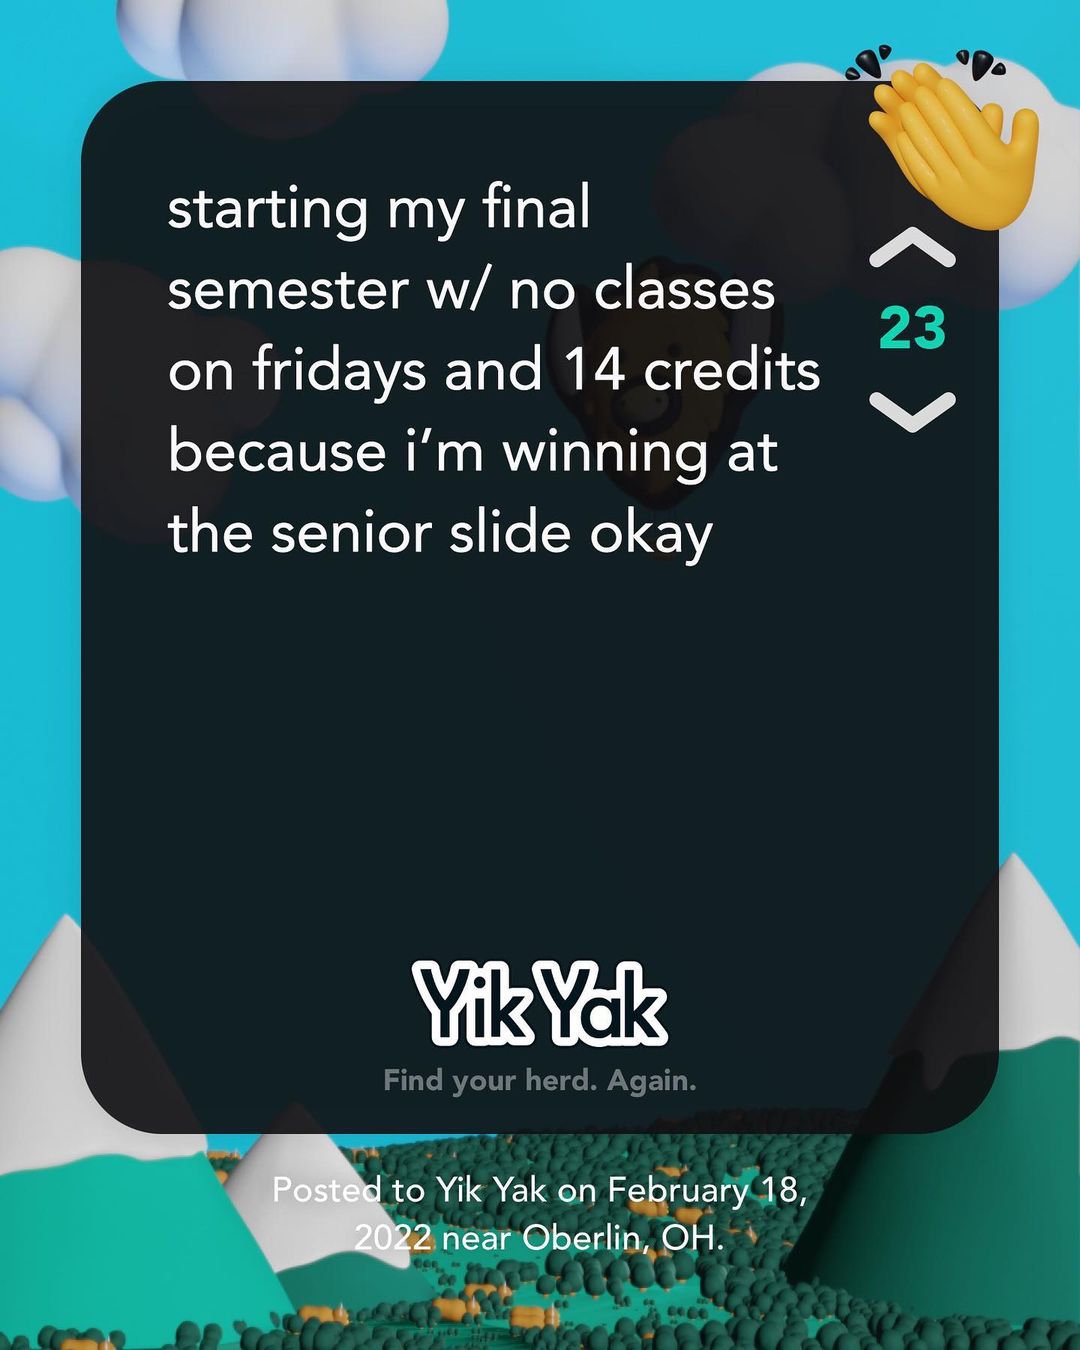 starting my final
semester w/ no classes
on fridays and 14 credits
because i’m winning at
the senior slide okay
23
Yik Yak
Find your herd. Again.
Posted to Yik Yak on February 18,
2022 near Oberlin, OH.